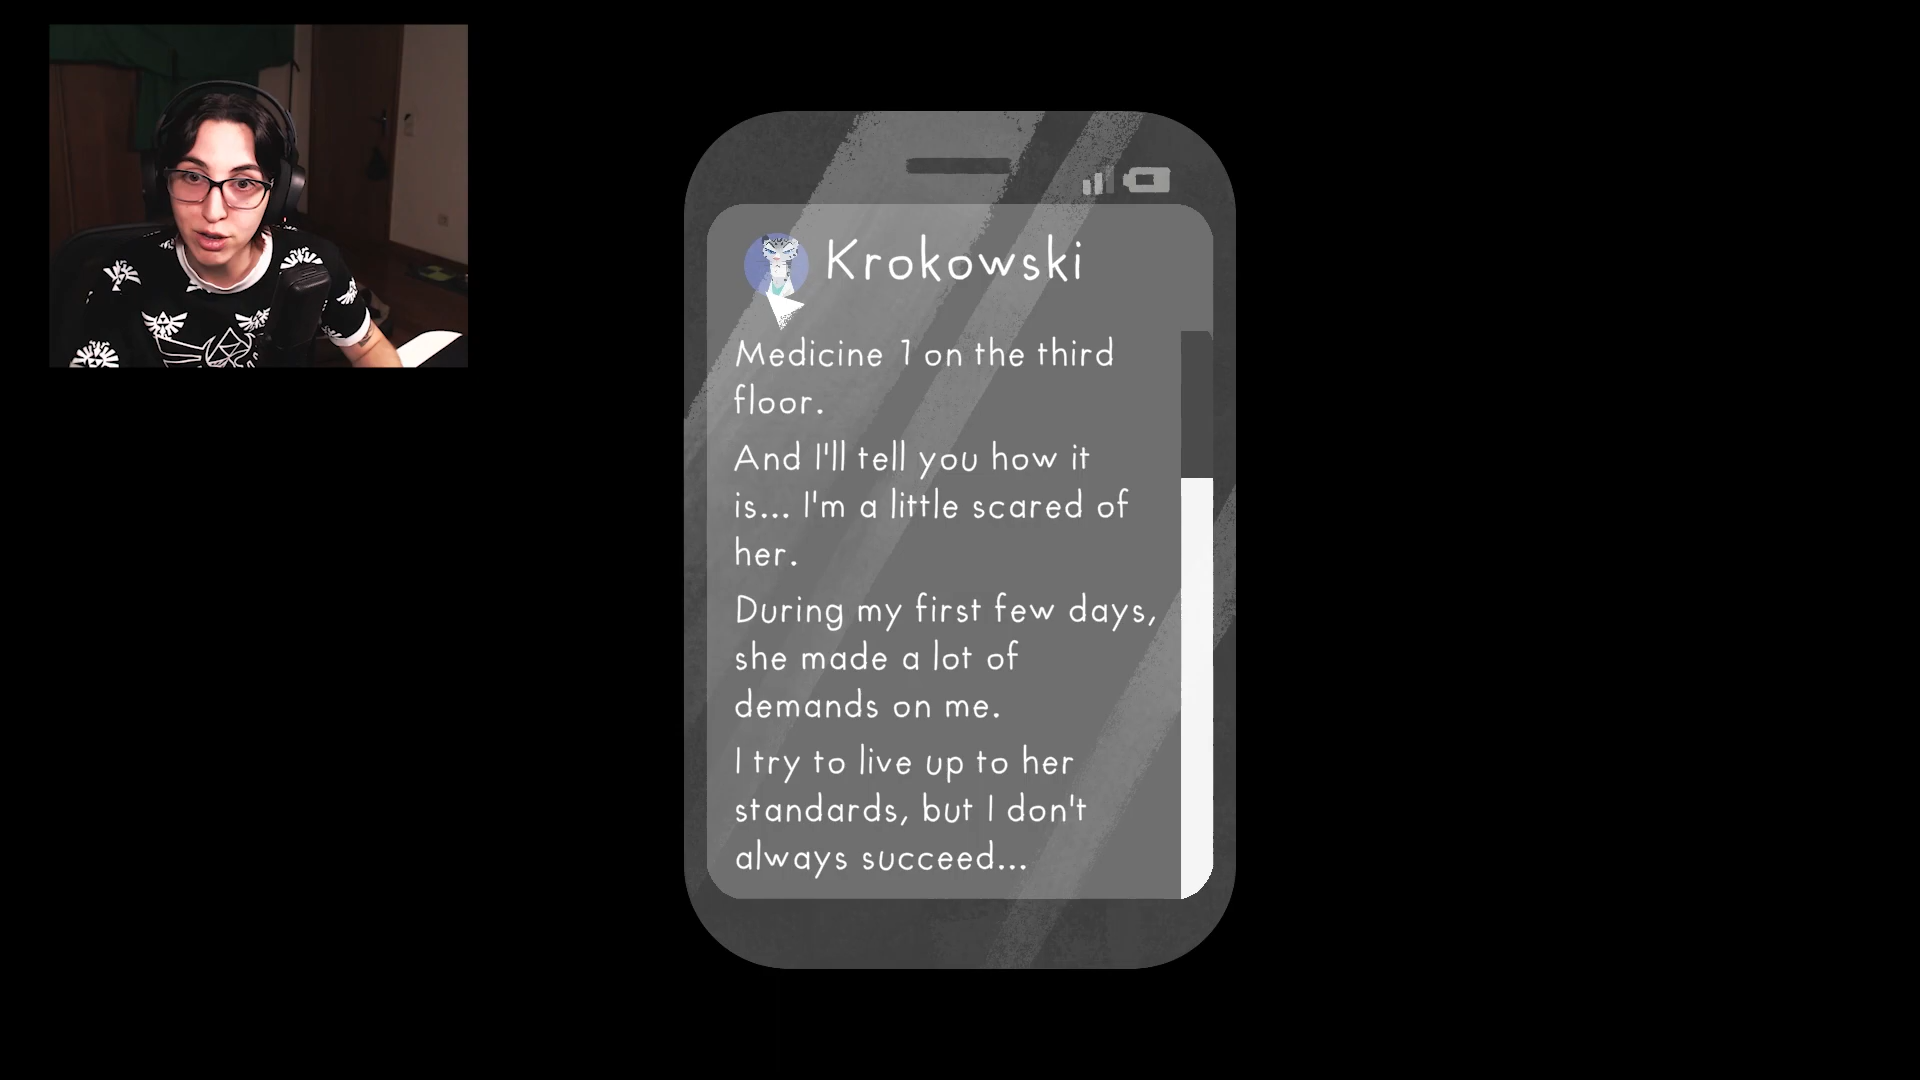 Krokowski
Medicine 1 on the third
floor.
And I'll tell you how it
is... I'm a little scared of
her.
During my first few days,
she made a lot of
demands on me.
I try to live up to her
standards, but I don't
always succeed...